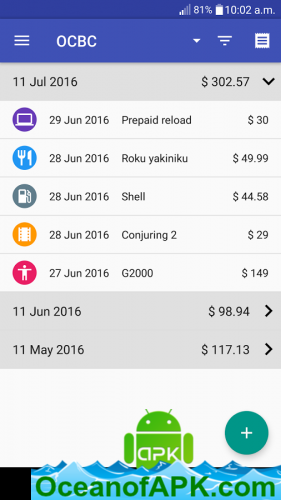 81% 10:02 a.m.
OCBC
11 Jul 2016 $ 302.57
29 Jun 2016 Prepaid reload $ 30
28 Jun 2016 Roku yakiniku $ 49.99
28 Jun 2016 Shell $ 44.58
28 Jun 2016 Conjuring 2 $ 29
27 Jun 2016 G2000 $ 149
11 Jun 2016 $ 98.94
11 May 2016 $ 117.13
+
APK
OceanofAPK.com